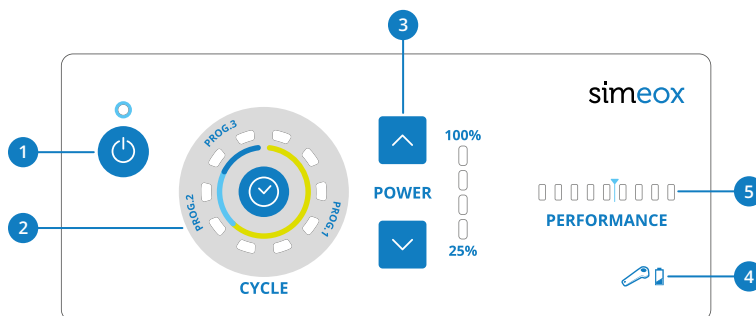 3
simeox
1
PROG.3
100%
PROG.2
PROG.1
POWER
5
PERFORMANCE
2
25%
4
CYCLE